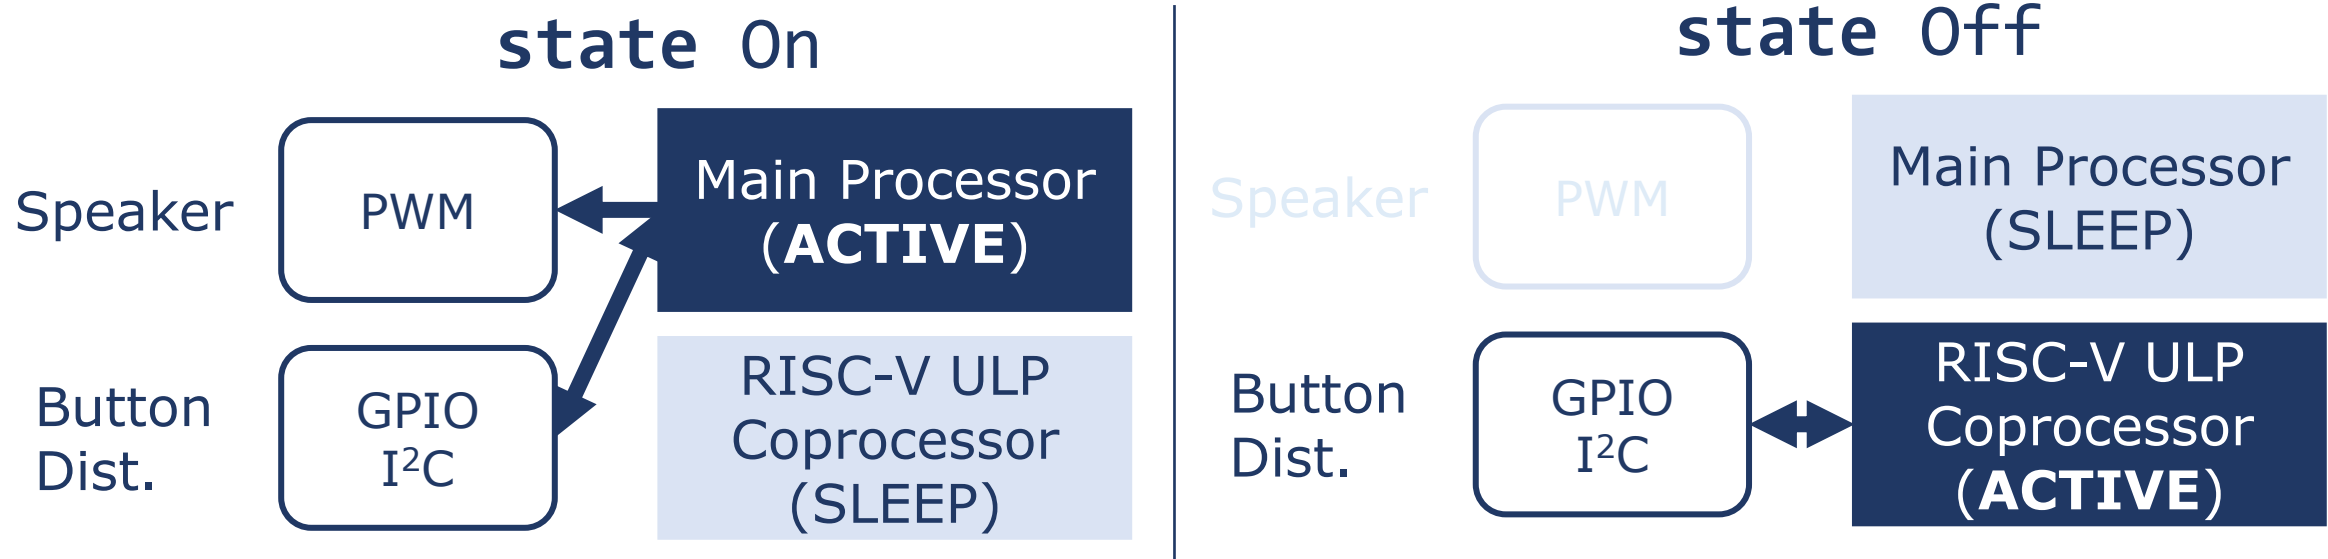 state On
Speaker
PWM
Main Processor
(ACTIVE)
Button
Dist.
GPIO
I²C
RISC-V ULP
Coprocessor
(SLEEP)
state Off
Speaker
PWM
Main Processor
(SLEEP)
Button
Dist.
GPIO
I²C
RISC-V ULP
Coprocessor
(ACTIVE)